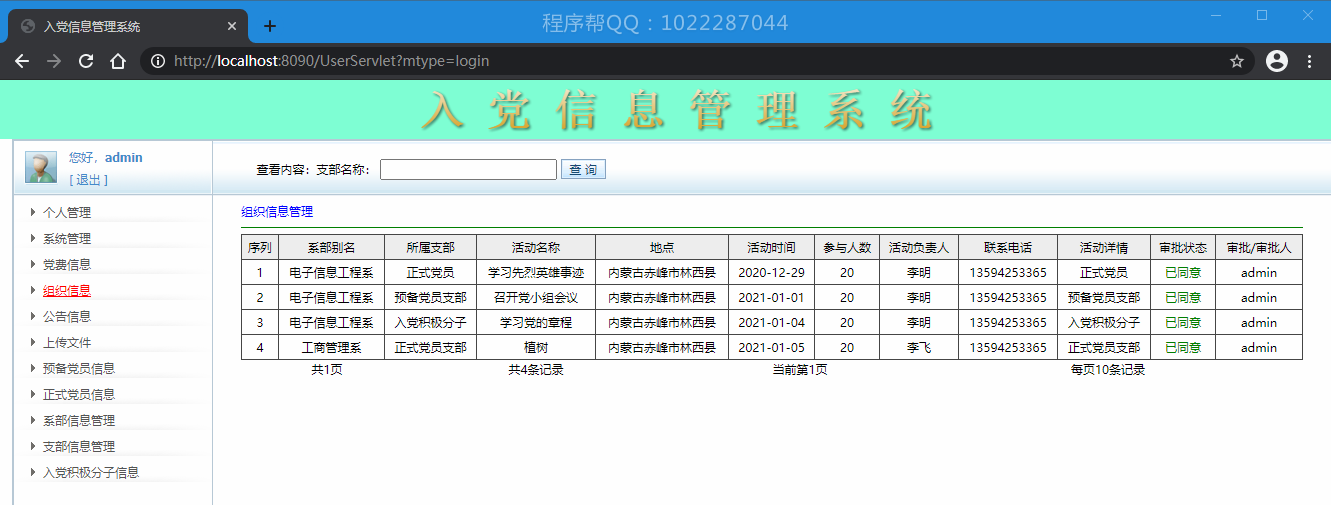 入党信息管理系统
程序帮QQ：1022287044
http://localhost:8090/UserServlet?mtype=login
入党信息管理系统
您好，admin
[ 退出 ]
查看内容：支部名称： 查 询
个人管理
系统管理
党费信息
组织信息
公告信息
上传文件
预备党员信息
正式党员信息
系部信息管理
支部信息管理
入党积极分子信息
组织信息管理
序列 系部别名 所属支部 活动名称 地点 活动时间 参与人数 活动负责人 联系电话 活动详情 审批状态 审批/审批人
1 电子信息工程系 正式党员 学习先烈英雄事迹 内蒙古赤峰市林西县 2020-12-29 20 李明 13594253365 正式党员 已同意 admin
2 电子信息工程系 预备党员支部 召开党小组会议 内蒙古赤峰市林西县 2021-01-01 20 李明 13594253365 预备党员支部 已同意 admin
3 电子信息工程系 入党积极分子 学习党的章程 内蒙古赤峰市林西县 2021-01-04 20 李明 13594253365 入党积极分子 已同意 admin
4 工商管理系 正式党员支部 植树 内蒙古赤峰市林西县 2021-01-05 20 李飞 13594253365 正式党员支部 已同意 admin
共1页 共4条记录 当前第1页 每页10条记录